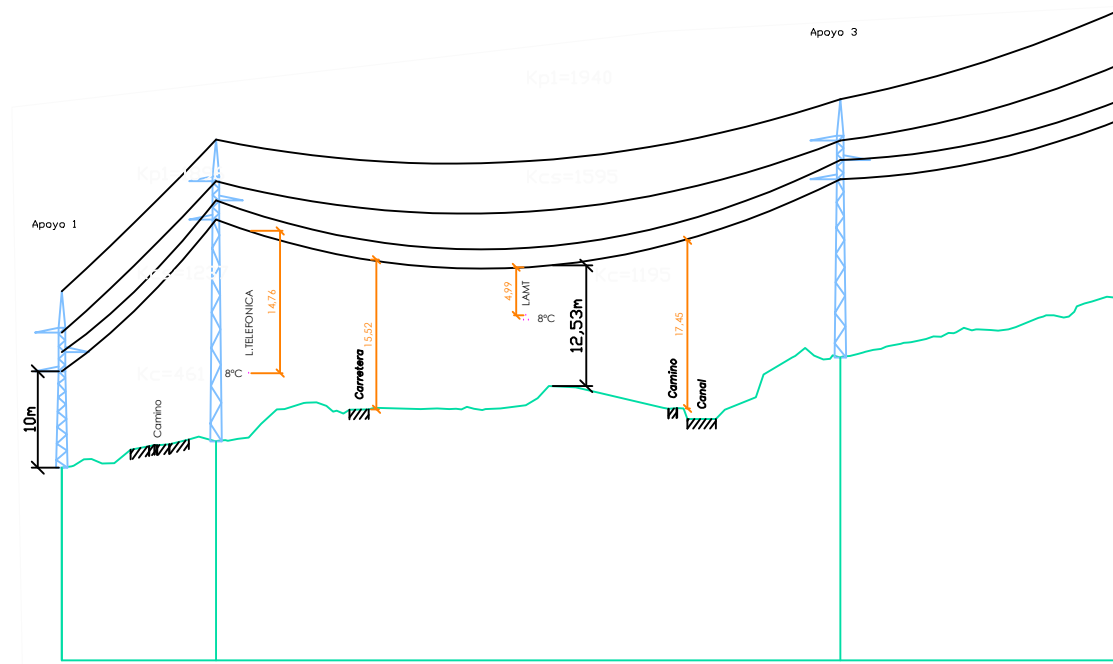 Apoyo 3
Kp1=1940
Kcs=1595
Apoyo 1
Kc=1195
L.TELEFONICA
14,76
8ºC
15,52
Carretera
4,99
LAMT
8ºC
12,53m
17,45
Camino
Canal
10m
Camino
Kc=461